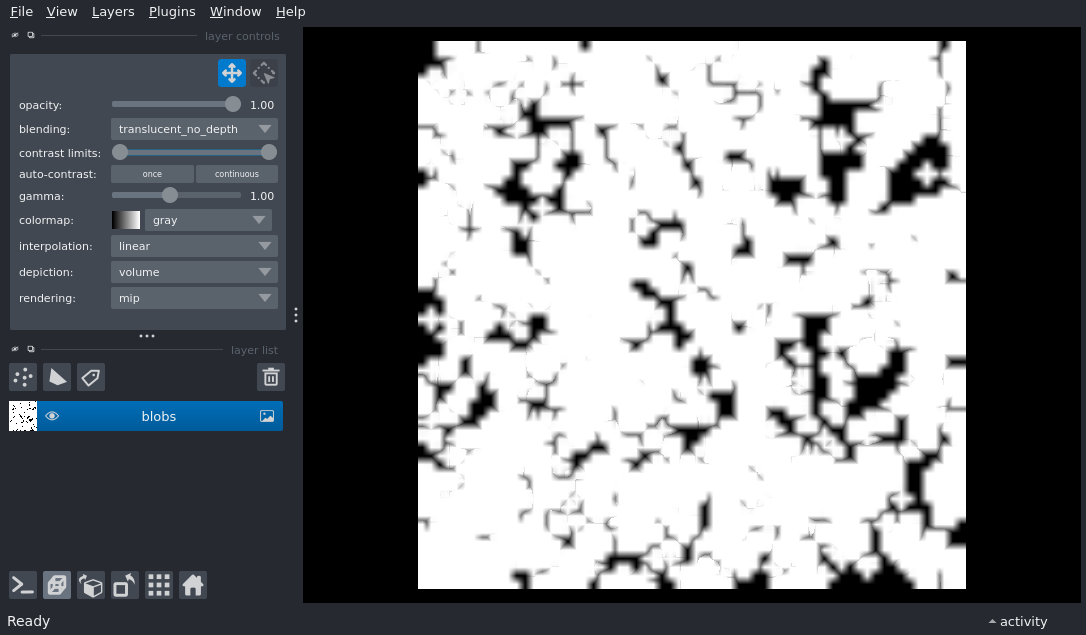 File View Layers Plugins Window Help
layer controls
opacity: 1.00
blending: translucent_no_depth
contrast limits:
auto-contrast: once continuous
gamma: 1.00
colormap: gray
interpolation: linear
depiction: volume
rendering: mip
layer list
blobs
Ready activity